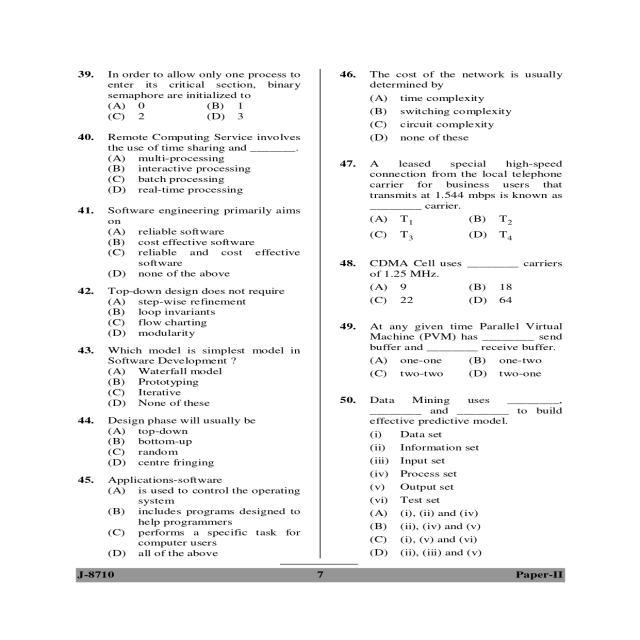 39. In order to allow only one process to
enter its critical section, binary
semaphore are initialized to
(A) 0 (B) 1
(C) 2 (D) 3
40. Remote Computing Service involves
the use of time sharing and _______.
(A) multi-processing
(B) interactive processing
(C) batch processing
(D) real-time processing
41. Software engineering primarily aims
on
(A) reliable software
(B) cost effective software
(C) reliable and cost effective
software
(D) none of the above
42. Top-down design does not require
(A) step-wise refinement
(B) loop invariants
(C) flow charting
(D) modularity
43. Which model is simplest model in
Software Development ?
(A) Waterfall model
(B) Prototyping
(C) Iterative
(D) None of these
44. Design phase will usually be
(A) top-down
(B) bottom-up
(C) random
(D) centre fringing
45. Applications-software
(A) is used to control the operating
system
(B) includes programs designed to
help programmers
(C) performs a specific task for
computer users
(D) all of the above
46. The cost of the network is usually
determined by
(A) time complexity
(B) switching complexity
(C) circuit complexity
(D) none of these
47. A leased special high-speed
connection from the local telephone
carrier for business users that
transmits at 1.544 mbps is known as
________ carrier.
(A) T₁ (B) T₂
(C) T₃ (D) T₄
48. CDMA Cell uses ________ carriers
of 1.25 MHz.
(A) 9 (B) 18
(C) 22 (D) 64
49. At any given time Parallel Virtual
Machine (PVM) has ________ send
buffer and ________ receive buffer.
(A) one-one (B) one-two
(C) two-two (D) two-one
50. Data Mining uses ________,
________ and ________ to build
effective predictive model.
(i) Data set
(ii) Information set
(iii) Input set
(iv) Process set
(v) Output set
(vi) Test set
(A) (i), (ii) and (iv)
(B) (ii), (iv) and (v)
(C) (i), (v) and (vi)
(D) (ii), (iii) and (v)
J-8710 7 Paper-II